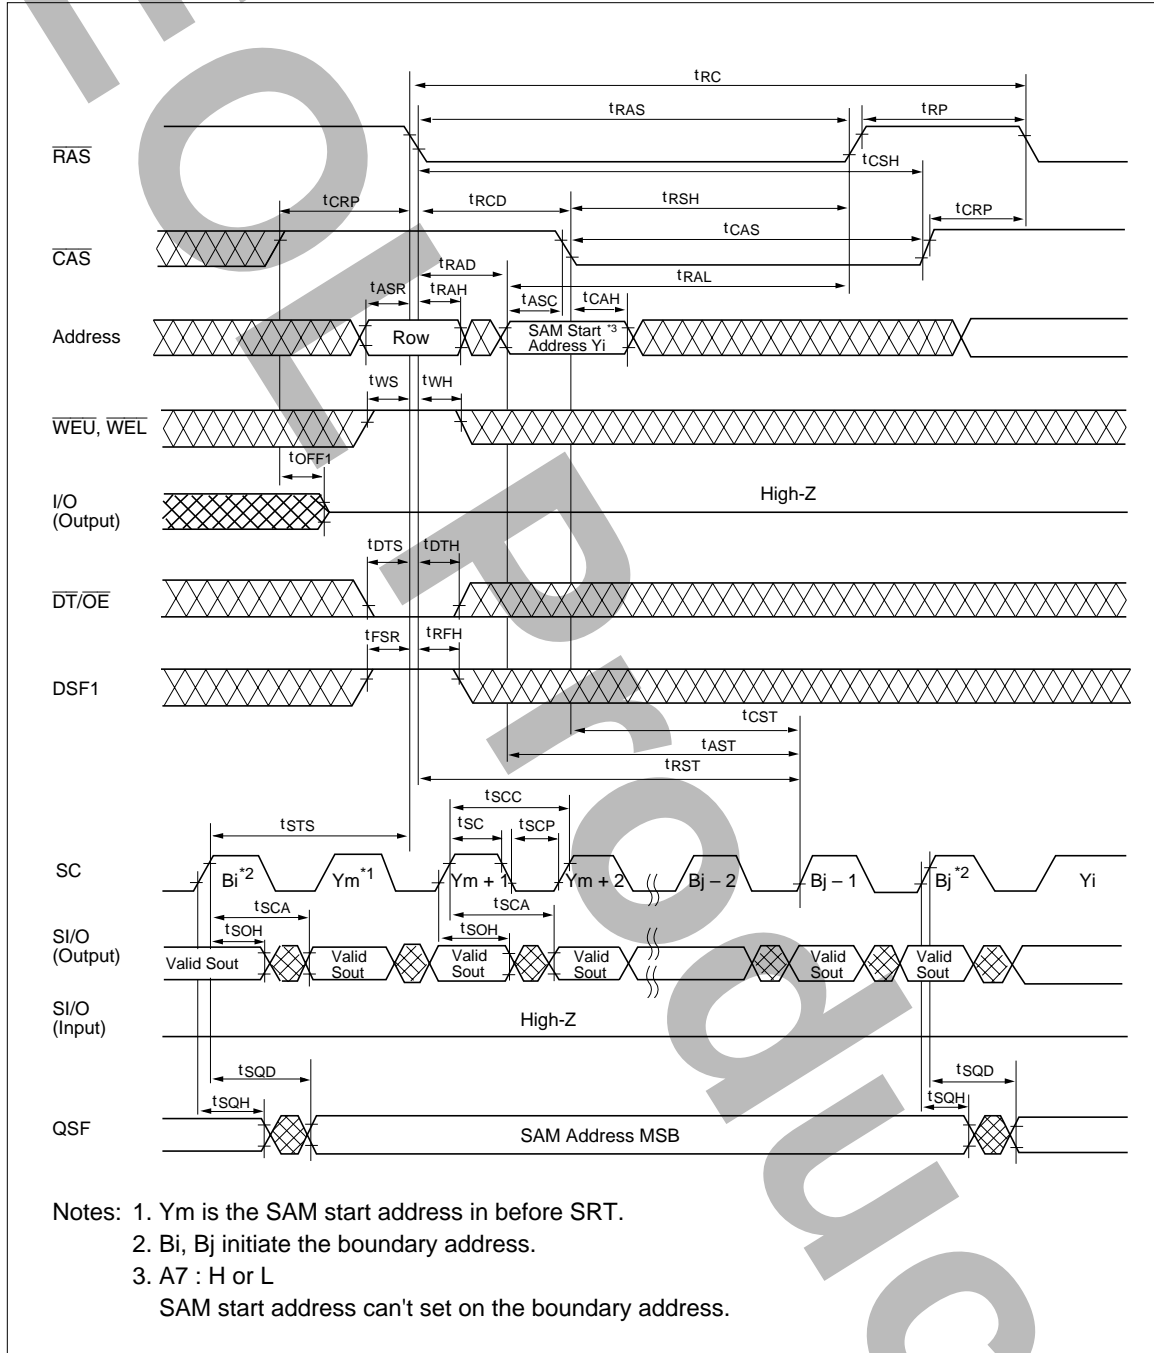 tRC
tRAS
tRP
RAS
tCSH
tCRP
tRCD
tRSH
tCRP
CAS
tCAS
tRAD
tRAL
tASR
tRAH
tASC
tCAH
Address
Row
SAM Start *3
Address Yi
tWS
tWH
WEU, WEL
tOFF1
I/O
(Output)
High-Z
tDTS
tDTH
DT/OE
tFSR
tRFH
DSF1
tCST
tAST
tRST
tSCC
tSTS
tSC
tSCP
SC
Bi*2
Ym*1
Ym + 1
Ym + 2
Bj – 2
Bj – 1
Bj*2
Yi
tSCA
tSCA
tSOH
tSOH
SI/O
(Output)
Valid Sout
Valid
Sout
Valid
Sout
Valid
Sout
Valid
Sout
Valid
Sout
SI/O
(Input)
High-Z
tSQD
tSQD
tSQH
tSQH
QSF
SAM Address MSB
Notes: 1. Ym is the SAM start address in before SRT.
2. Bi, Bj initiate the boundary address.
3. A7 : H or L
SAM start address can't set on the boundary address.
EOL Produc